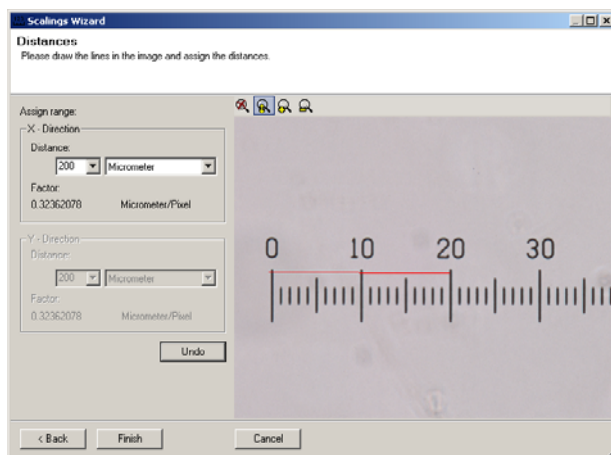 Scalings Wizard
Distances
Please draw the lines in the image and assign the distances.
Assign range:
X - Direction
Distance:
200 Micrometer
Factor:
0.32362078 Micrometer/Pixel
Y - Direction
Distance:
200 Micrometer
Factor:
0.32362078 Micrometer/Pixel
Undo
0 10 20 30
< Back Finish Cancel